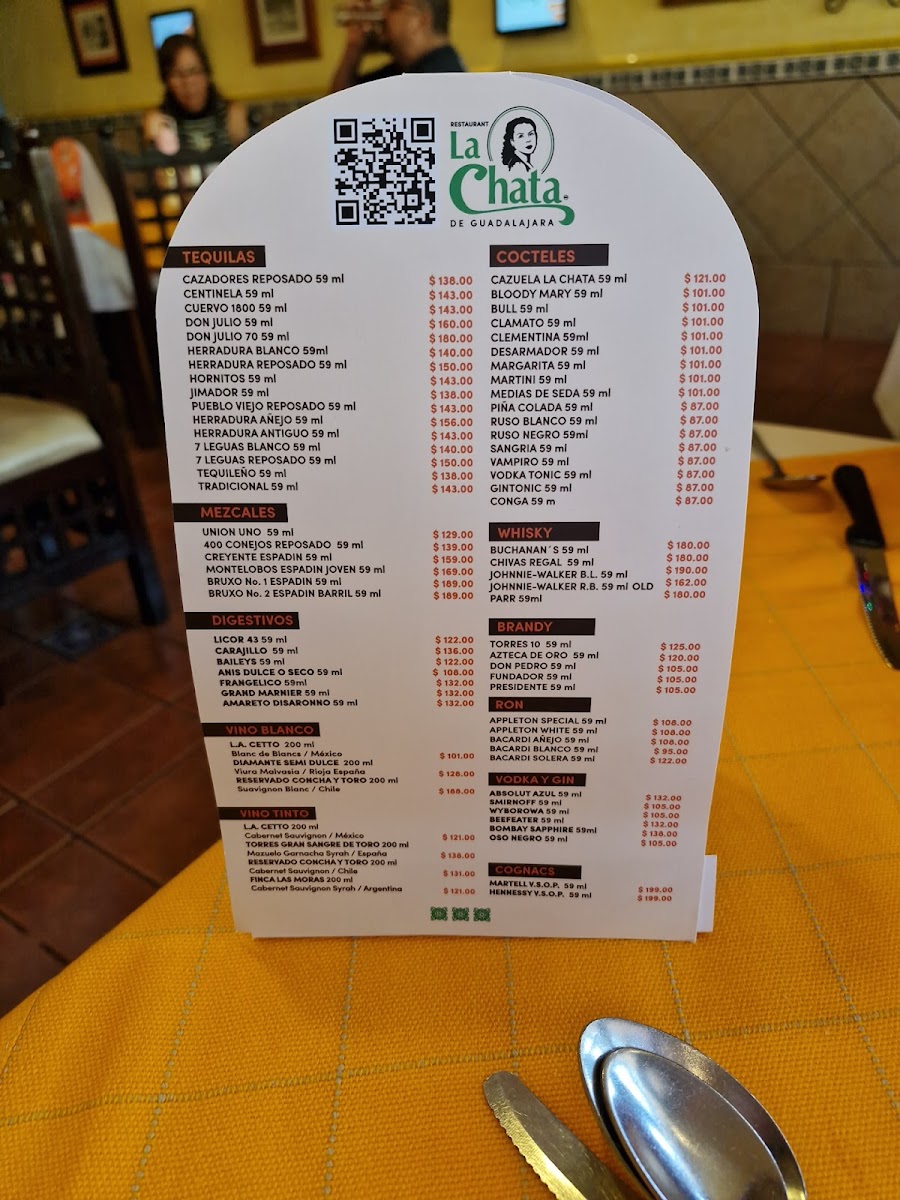 RESTAURANT
La
Chata
DE GUADALAJARA
TEQUILAS
CAZADORES REPOSADO 59 ml $ 138.00
CENTINELA 59 ml $ 143.00
CUERVO 1800 59 ml $ 143.00
DON JULIO 59 ml $ 160.00
DON JULIO 70 59 ml $ 180.00
HERRADURA BLANCO 59ml $ 140.00
HERRADURA REPOSADO 59 ml $ 150.00
HORNITOS 59 ml $ 143.00
JIMADOR 59 ml $ 138.00
PUEBLO VIEJO REPOSADO 59 ml $ 143.00
HERRADURA AÑEJO 59 ml $ 156.00
HERRADURA ANTIGUO 59 ml $ 143.00
7 LEGUAS BLANCO 59 ml $ 140.00
7 LEGUAS REPOSADO 59 ml $ 150.00
TEQUILEÑO 59 ml $ 138.00
TRADICIONAL 59 ml $ 143.00
MEZCALES
UNION UNO 59 ml $ 129.00
400 CONEJOS REPOSADO 59 ml $ 139.00
CREYENTE ESPADIN 59 ml $ 159.00
MONTELOBOS ESPADIN JOVEN 59 ml $ 169.00
BRUXO No. 1 ESPADIN 59 ml $ 189.00
BRUXO No. 2 ESPADIN BARRIL 59 ml $ 189.00
DIGESTIVOS
LICOR 43 59 ml $ 122.00
CARAJILLO 59 ml $ 136.00
BAILEYS 59 ml $ 122.00
ANIS DULCE O SECO 59 ml $ 108.00
FRANGELICO 59ml $ 132.00
GRAND MARNIER 59 ml $ 132.00
AMARETO DISARONNO 59 ml $ 132.00
VINO BLANCO
L.A. CETTO 200 ml
Blanc de Blancs / México $ 101.00
DIAMANTE SEMI DULCE 200 ml
Viura Malvasia / Rioja España $ 128.00
RESERVADO CONCHA Y TORO 200 ml
Suavignon Blanc / Chile $ 188.00
VINO TINTO
L.A. CETTO 200 ml
Cabernet Sauvignon / México $ 121.00
TORRES GRAN SANGRE DE TORO 200 ml
Mazuelo Garnacha Syrah / España $ 138.00
RESERVADO CONCHA Y TORO 200 ml
Cabernet Sauvignon / Chile $ 131.00
FINCA LAS MORAS 200 ml
Cabernet Sauvignon Syrah / Argentina $ 121.00
COCTELES
CAZUELA LA CHATA 59 ml $ 121.00
BLOODY MARY 59 ml $ 101.00
BULL 59 ml $ 101.00
CLAMATO 59 ml $ 101.00
CLEMENTINA 59ml $ 101.00
DESARMADOR 59 ml $ 101.00
MARGARITA 59 ml $ 101.00
MARTINI 59 ml $ 101.00
MEDIAS DE SEDA 59 ml $ 101.00
PIÑA COLADA 59 ml $ 87.00
RUSO BLANCO 59 ml $ 87.00
RUSO NEGRO 59ml $ 87.00
SANGRIA 59 ml $ 87.00
VAMPIRO 59 ml $ 87.00
VODKA TONIC 59 ml $ 87.00
GINTONIC 59 ml $ 87.00
CONGA 59 m $ 87.00
WHISKY
BUCHANAN´S 59 ml $ 180.00
CHIVAS REGAL 59 ml $ 180.00
JOHNNIE-WALKER B.L. 59 ml $ 190.00
JOHNNIE-WALKER R.B. 59 ml OLD $ 162.00
PARR 59ml $ 180.00
BRANDY
TORRES 10 59 ml $ 125.00
AZTECA DE ORO 59 ml $ 120.00
DON PEDRO 59 ml $ 105.00
FUNDADOR 59 ml $ 105.00
PRESIDENTE 59 ml $ 105.00
RON
APPLETON SPECIAL 59 ml $ 108.00
APPLETON WHITE 59 ml $ 108.00
BACARDI AÑEJO 59 ml $ 108.00
BACARDI BLANCO 59 ml $ 95.00
BACARDI SOLERA 59 ml $ 122.00
VODKA Y GIN
ABSOLUT AZUL 59 ml $ 132.00
SMIRNOFF 59 ml $ 105.00
WYBOROWA 59 ml $ 105.00
BEEFEATER 59 ml $ 132.00
BOMBAY SAPPHIRE 59ml $ 138.00
OSO NEGRO 59 ml $ 105.00
COGNACS
MARTELL V.S.O.P. 59 ml $ 199.00
HENNESSY V.S.O.P. 59 ml $ 199.00